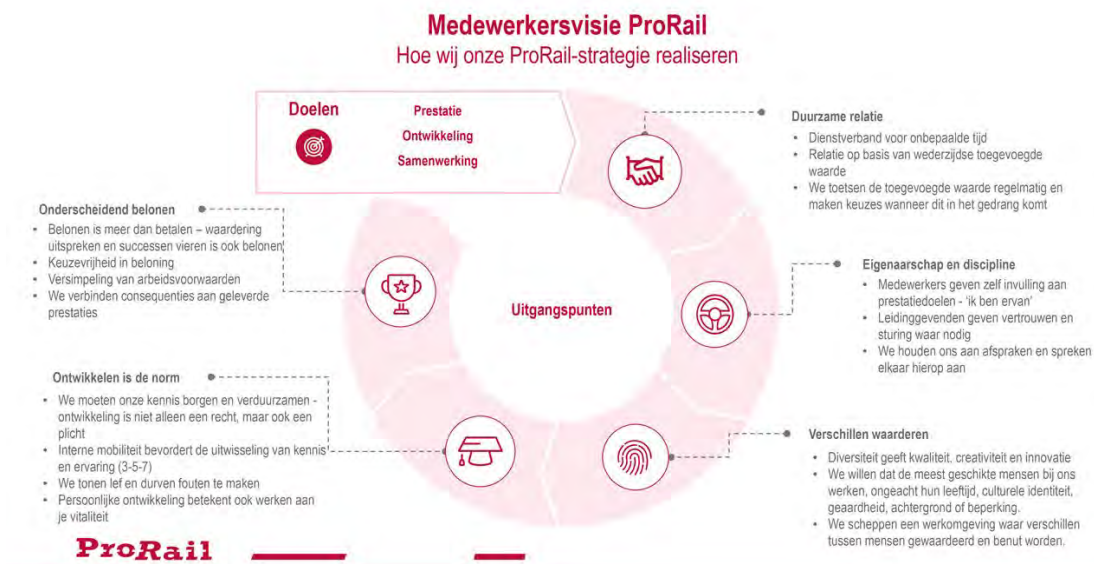 Medewerkersvisie ProRail
Hoe wij onze ProRail-strategie realiseren
Doelen
Prestatie
Ontwikkeling
Samenwerking
Duurzame relatie
• Dienstverband voor onbepaalde tijd
• Relatie op basis van wederzijdse toegevoegde
waarde
• We toetsen de toegevoegde waarde regelmatig en
maken keuzes wanneer dit in het gedrang komt
Eigenaarschap en discipline
• Medewerkers geven zelf invulling aan
prestatiedoelen - 'ik ben ervan'
• Leidinggevenden geven vertrouwen en
sturing waar nodig
• We houden ons aan afspraken en spreken
elkaar hierop aan
Verschillen waarderen
• Diversiteit geeft kwaliteit, creativiteit en innovatie
• We willen dat de meest geschikte mensen bij ons
werken, ongeacht hun leeftijd, culturele identiteit,
geaardheid, achtergrond of beperking.
• We scheppen een werkomgeving waar verschillen
tussen mensen gewaardeerd en benut worden.
Ontwikkelen is de norm
• We moeten onze kennis borgen en verduurzamen -
ontwikkeling is niet alleen een recht, maar ook een
plicht
• Interne mobiliteit bevordert de uitwisseling van kennis
en ervaring (3-5-7)
• We tonen lef en durven fouten te maken
• Persoonlijke ontwikkeling betekent ook werken aan
je vitaliteit
Onderscheidend belonen
• Belonen is meer dan betalen – waardering
uitspreken en successen vieren is ook belonen
• Keuzevrijheid in beloning
• Versimpeling van arbeidsvoorwaarden
• We verbinden consequenties aan geleverde
prestaties
Uitgangspunten
ProRail